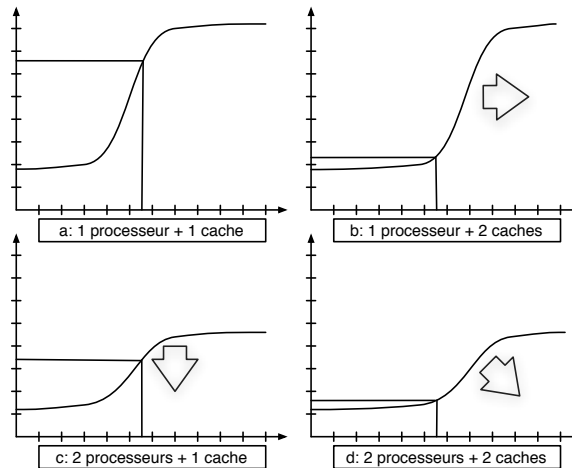 a: 1 processeur + 1 cache
b: 1 processeur + 2 caches
c: 2 processeurs + 1 cache
d: 2 processeurs + 2 caches